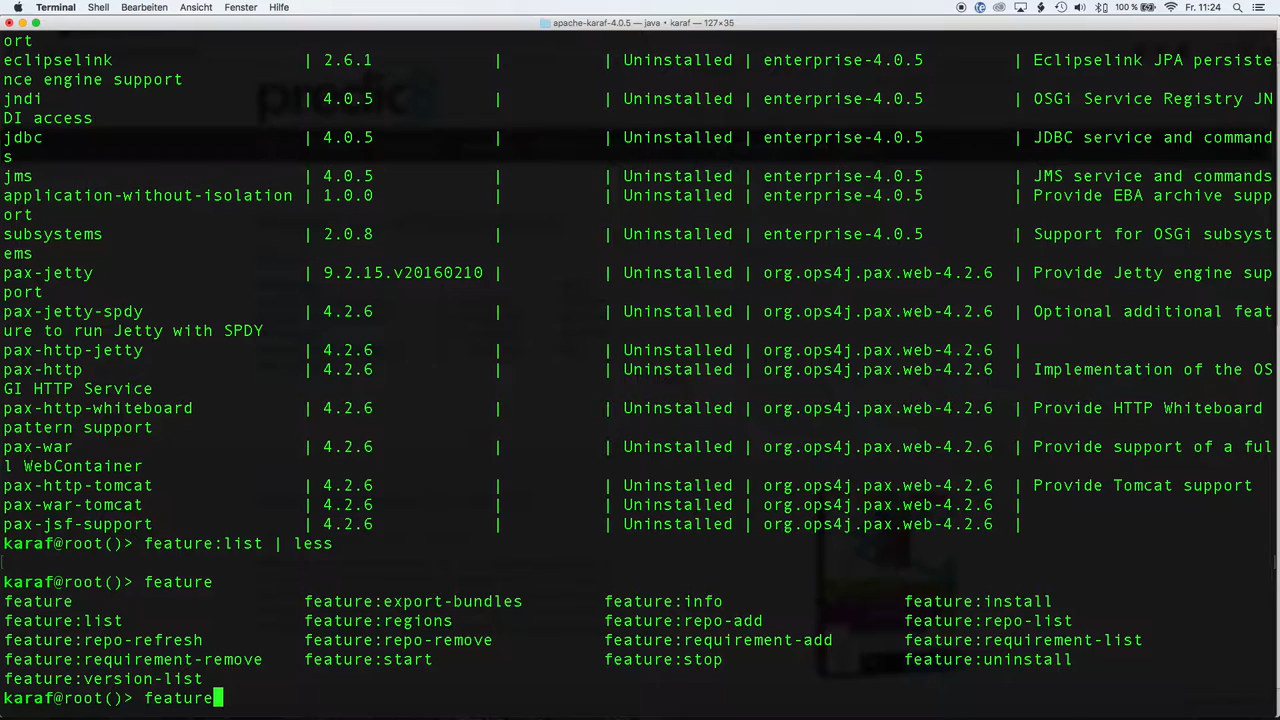 Terminal Shell Bearbeiten Ansicht Fenster Hilfe 100 % Fr. 11:24
apache-karaf-4.0.5 — java • karaf — 127×35
ort
eclipselink | 2.6.1 | | Uninstalled | enterprise-4.0.5 | Eclipselink JPA persiste
nce engine support
jndi | 4.0.5 | | Uninstalled | enterprise-4.0.5 | OSGi Service Registry JN
DI access
jdbc | 4.0.5 | | Uninstalled | enterprise-4.0.5 | JDBC service and command
s
jms | 4.0.5 | | Uninstalled | enterprise-4.0.5 | JMS service and commands
application-without-isolation | 1.0.0 | | Uninstalled | enterprise-4.0.5 | Provide EBA archive supp
ort
subsystems | 2.0.8 | | Uninstalled | enterprise-4.0.5 | Support for OSGi subsyst
ems
pax-jetty | 9.2.15.v20160210 | | Uninstalled | org.ops4j.pax.web-4.2.6 | Provide Jetty engine sup
port
pax-jetty-spdy | 4.2.6 | | Uninstalled | org.ops4j.pax.web-4.2.6 | Optional additional feat
ure to run Jetty with SPDY
pax-http-jetty | 4.2.6 | | Uninstalled | org.ops4j.pax.web-4.2.6 |
pax-http | 4.2.6 | | Uninstalled | org.ops4j.pax.web-4.2.6 | Implementation of the OS
GI HTTP Service
pax-http-whiteboard | 4.2.6 | | Uninstalled | org.ops4j.pax.web-4.2.6 | Provide HTTP Whiteboard
pattern support
pax-war | 4.2.6 | | Uninstalled | org.ops4j.pax.web-4.2.6 | Provide support of a ful
l WebContainer
pax-http-tomcat | 4.2.6 | | Uninstalled | org.ops4j.pax.web-4.2.6 | Provide Tomcat support
pax-war-tomcat | 4.2.6 | | Uninstalled | org.ops4j.pax.web-4.2.6 |
pax-jsf-support | 4.2.6 | | Uninstalled | org.ops4j.pax.web-4.2.6 |
karaf@root()> feature:list | less
karaf@root()> feature
feature feature:export-bundles feature:info feature:install
feature:list feature:regions feature:repo-add feature:repo-list
feature:repo-refresh feature:repo-remove feature:requirement-add feature:requirement-list
feature:requirement-remove feature:start feature:stop feature:uninstall
feature:version-list
karaf@root()> feature